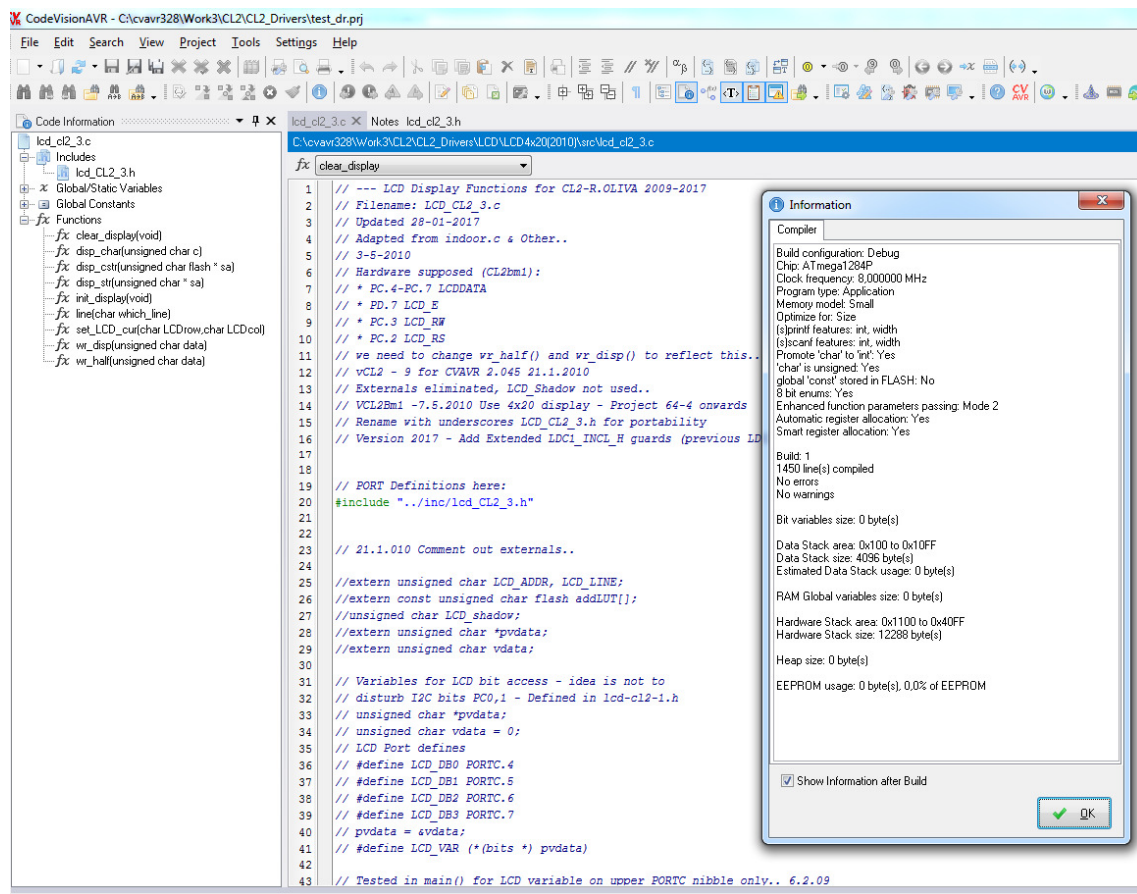 CodeVisionAVR - C:\cvavr328\Work3\CL2\CL2_Drivers\test_dr.prj
File Edit Search View Project Tools Settings Help
Code Information
lcd_cl2_3.c
Includes
lcd_CL2_3.h
Global/Static Variables
Global Constants
Functions
clear_display(void)
disp_char(unsigned char c)
disp_cstr(unsigned char flash * sa)
disp_str(unsigned char * sa)
init_display(void)
line(char which_line)
set_LCD_cur(char LCDrow,char LCDcol)
wr_disp(unsigned char data)
wr_half(unsigned char data)
lcd_cl2_3.c Notes lcd_cl2_3.h
C:\cvavr328\Work3\CL2\CL2_Drivers\LCD\LCD4x20(2010)\src\lcd_cl2_3.c
fx clear_display
1 // --- LCD Display Functions for CL2-R.OLIVA 2009-2017
2 // Filename: LCD_CL2_3.c
3 // Updated 28-01-2017
4 // Adapted from indoor.c & Other..
5 // 3-5-2010
6 // Hardware supposed (CL2bm1):
7 // * PC.4-PC.7 LCDDATA
8 // * PD.7 LCD_E
9 // * PC.3 LCD_RW
10 // * PC.2 LCD_RS
11 // we need to change wr_half() and wr_disp() to reflect this..
12 // vCL2 - 9 for CVAVR 2.045 21.1.2010
13 // Externals eliminated, LCD_Shadow not used..
14 // VCL2Bm1 -7.5.2010 Use 4x20 display - Project 64-4 onwards
15 // Rename with underscores LCD_CL2_3.h for portability
16 // Version 2017 - Add Extended LDC1_INCL_H guards (previous LD
17
18
19 // PORT Definitions here:
20 #include "../inc/lcd_CL2_3.h"
21
22
23 // 21.1.010 Comment out externals..
24
25 //extern unsigned char LCD_ADDR, LCD_LINE;
26 //extern const unsigned char flash addLUT[];
27 //unsigned char LCD_shadow;
28 //extern unsigned char *pvdata;
29 //extern unsigned char vdata;
30
31 // Variables for LCD bit access - idea is not to
32 // disturb I2C bits PC0,1 - Defined in lcd-cl2-1.h
33 // unsigned char *pvdata;
34 // unsigned char vdata = 0;
35 // LCD Port defines
36 // #define LCD_DB0 PORTC.4
37 // #define LCD_DB1 PORTC.5
38 // #define LCD_DB2 PORTC.6
39 // #define LCD_DB3 PORTC.7
40 // pvdata = &vdata;
41 // #define LCD_VAR (*(bits *) pvdata)
42
43 // Tested in main() for LCD variable on upper PORTC nibble only.. 6.2.09
Information
Compiler
Build configuration: Debug
Chip: ATmega1284P
Clock frequency: 8,000000 MHz
Program type: Application
Memory model: Small
Optimize for: Size
(s)printf features: int, width
(s)scanf features: int, width
Promote 'char' to 'int': Yes
'char' is unsigned: Yes
global 'const' stored in FLASH: No
8 bit enums: Yes
Enhanced function parameters passing: Mode 2
Automatic register allocation: Yes
Smart register allocation: Yes
Build: 1
1450 line(s) compiled
No errors
No warnings
Bit variables size: 0 byte(s)
Data Stack area: 0x100 to 0x10FF
Data Stack size: 4096 byte(s)
Estimated Data Stack usage: 0 byte(s)
RAM Global variables size: 0 byte(s)
Hardware Stack area: 0x1100 to 0x40FF
Hardware Stack size: 12288 byte(s)
Heap size: 0 byte(s)
EEPROM usage: 0 byte(s), 0,0% of EEPROM
Show Information after Build
OK